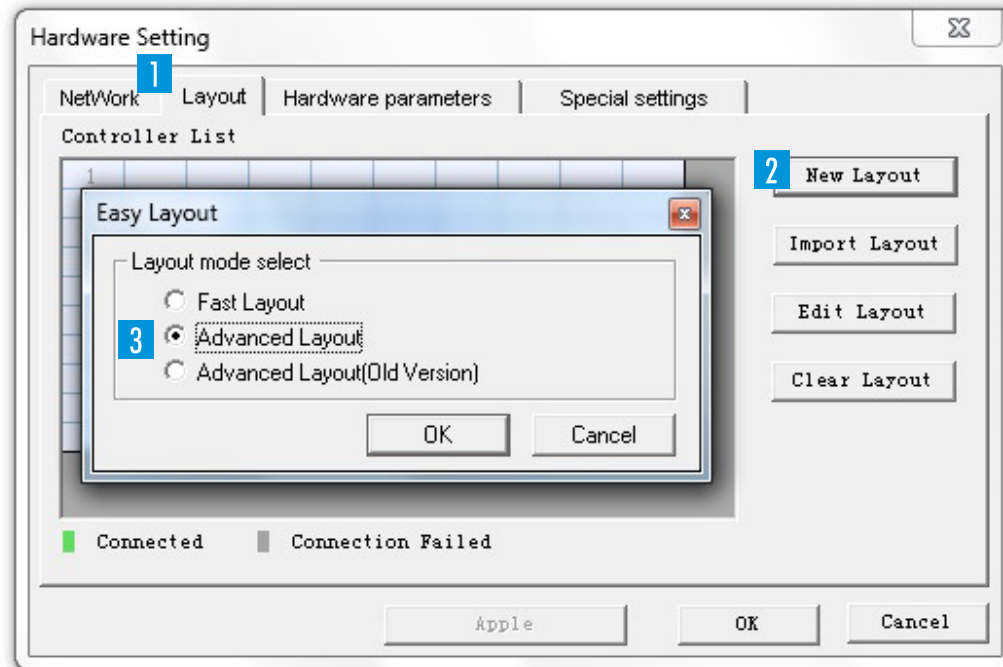 Hardware Setting
1
NetWork Layout Hardware parameters Special settings
Controller List
1
2 New Layout
Easy Layout
Import Layout
Layout mode select
Fast Layout
Edit Layout
3 Advanced Layout
Advanced Layout(Old Version)
Clear Layout
OK Cancel
Connected Connection Failed
Apple OK Cancel